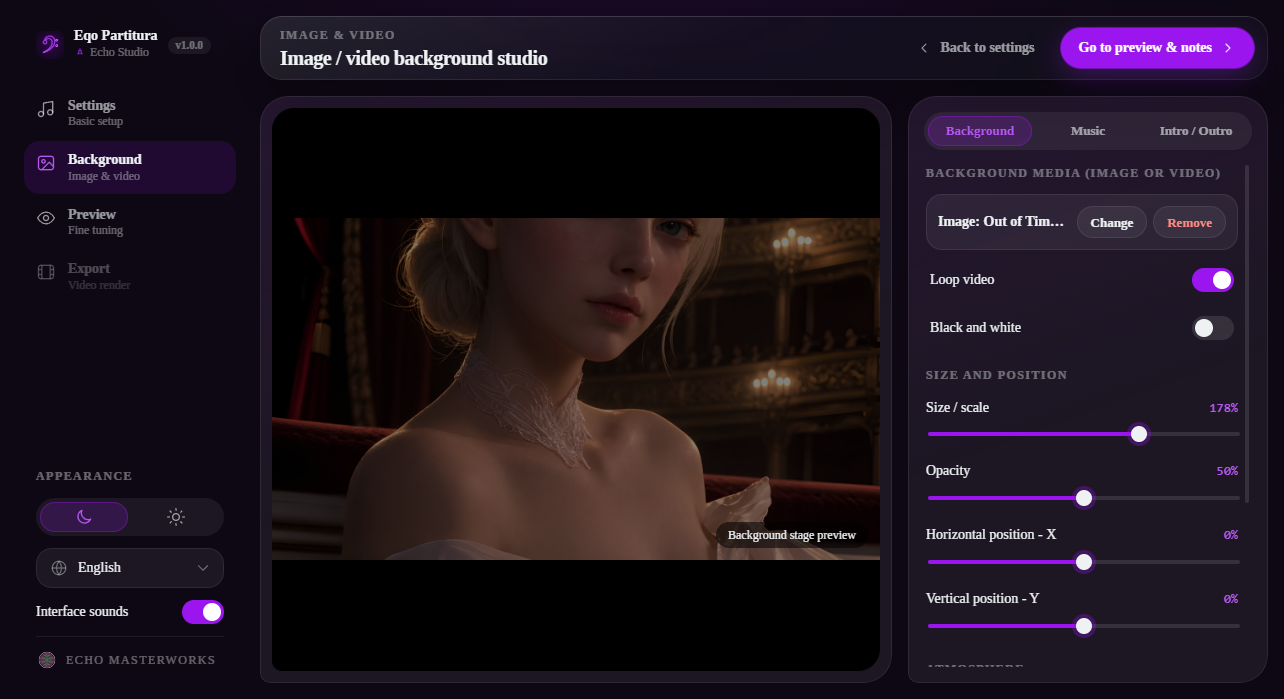 Eqo Partitura
Echo Studio
v1.0.0
Settings
Basic setup
Background
Image & video
Preview
Fine tuning
Export
Video render
APPEARANCE
English
Interface sounds
ECHO MASTERWORKS
IMAGE & VIDEO
Image / video background studio
Back to settings
Go to preview & notes
Background stage preview
Background
Music
Intro / Outro
BACKGROUND MEDIA (IMAGE OR VIDEO)
Image: Out of Tim...
Change
Remove
Loop video
Black and white
SIZE AND POSITION
Size / scale
178%
Opacity
50%
Horizontal position - X
0%
Vertical position - Y
0%